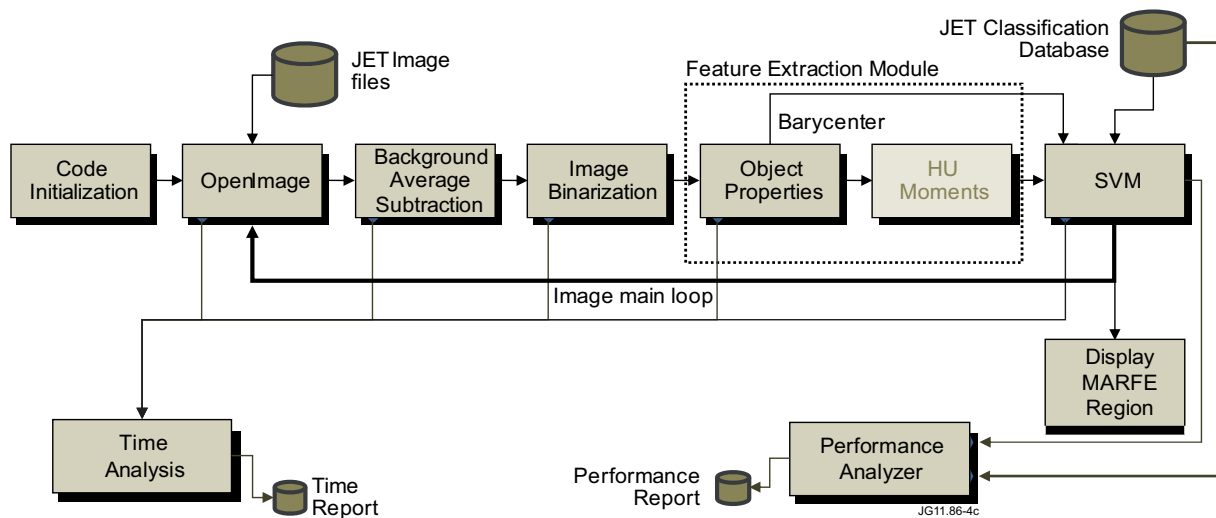 JET Image
files
JET Classification
Database
Feature Extraction Module
Barycenter
Code
Initialization
OpenImage
Background
Average
Subtraction
Image
Binarization
Object
Properties
HU
Moments
SVM
Image main loop
Display
MARFE
Region
Time
Analysis
Time
Report
Performance
Report
Performance
Analyzer
JG11.86-4c